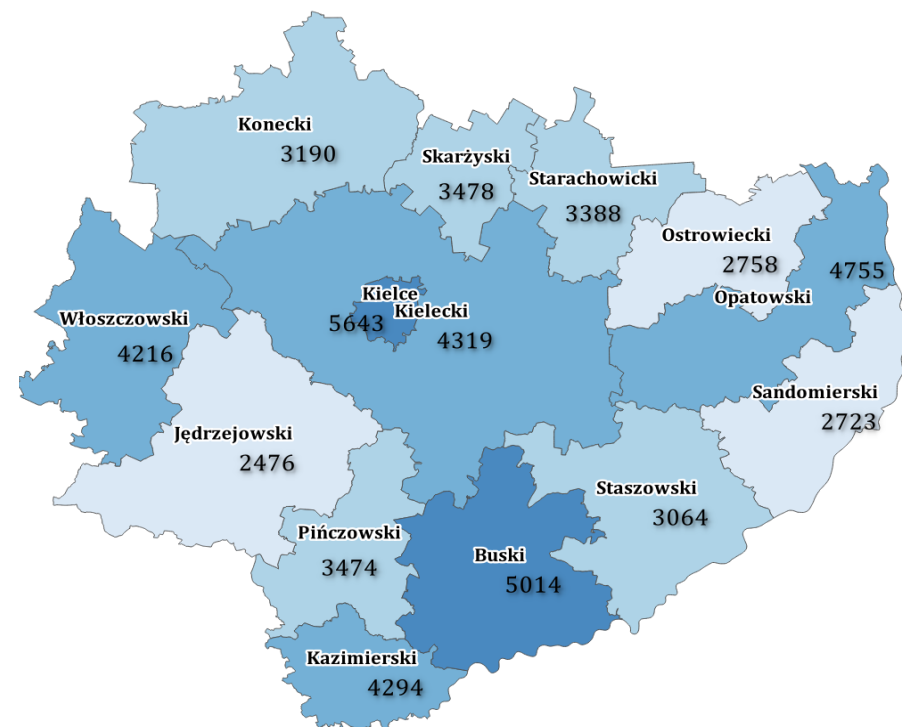 Konecki
3190
Skarżyski
3478
Starachowicki
3388
Ostrowiecki
2758
4755
Opatowski
Kielce
5643
Kielecki
4319
Włoszczowski
4216
Sandomierski
2723
Jędrzejowski
2476
Staszowski
3064
Pińczowski
3474
Buski
5014
Kazimierski
4294